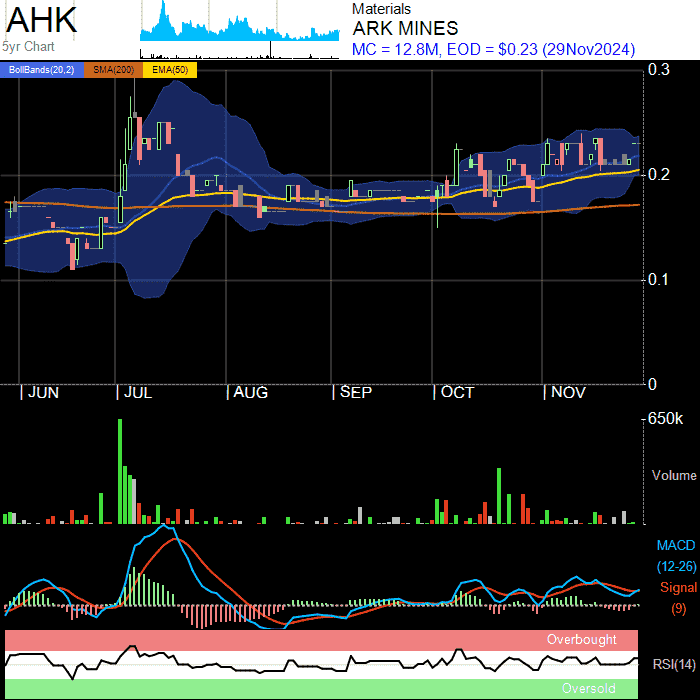 AHK
5yr Chart
Materials
ARK MINES
MC = 12.8M, EOD = $0.23 (29Nov2024)
BollBands(20,2) SMA(200) EMA(50)
0.3
0.2
0.1
0
| JUN | JUL | AUG | SEP | OCT | NOV
650k
Volume
MACD
(12-26)
Signal
(9)
Overbought
RSI(14)
Oversold